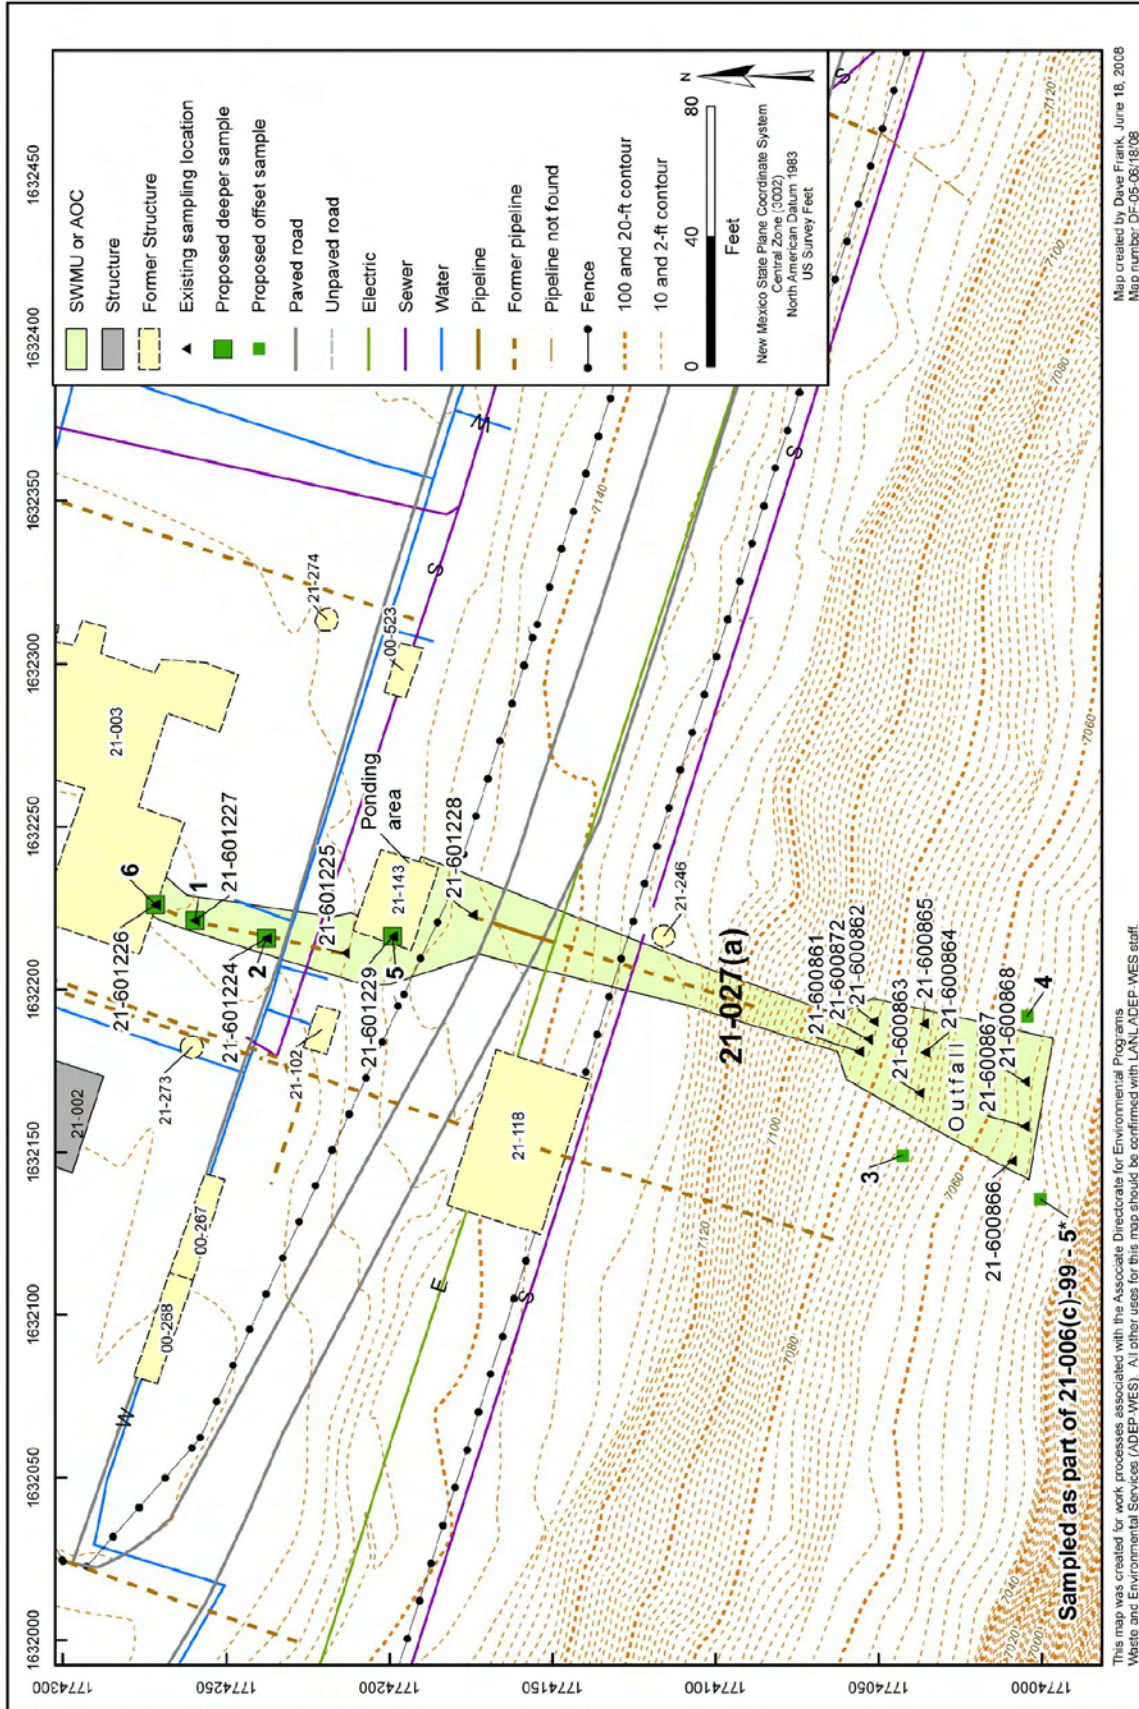 1632000
1632050
1632100
1632150
1632200
1632250
1632300
1632350
1632400
1632450
1774300
1774250
1774200
1774150
1774100
1774050
1774000
SWMU or AOC
Structure
Former Structure
Existing sampling location
Proposed deeper sample
Proposed offset sample
Paved road
Unpaved road
Electric
Sewer
Water
Pipeline
Former pipeline
Pipeline not found
Fence
100 and 20-ft contour
10 and 2-ft contour
0
40
80
Feet
N
New Mexico State Plane Coordinate System
Central Zone (3002)
North American Datum 1983
US Survey Feet
21-002
21-003
21-273
21-274
00-267
00-268
00-523
21-102
21-143
21-118
21-246
W
W
S
S
S
S
E
6
1
2
5
21-601226
21-601227
21-601224
21-601225
21-601229
21-601228
Ponding
area
21-027(a)
21-600861
21-600872
21-600862
21-600863
21-600865
21-600864
21-600867
21-600868
21-600866
Outfall
3
4
7140
7120
7100
7080
7060
7040
7020
7000
7120
7100
7080
7060
Sampled as part of 21-006(c)-99 - 5*
This map was created for work processes associated with the Associate Directorate for Environmental Programs
Waste and Environmental Services (ADEP-WES). All other uses for this map should be confirmed with LANLADEP-WES staff.
Map created by Dave Frank, June 18, 2008
Map number DF-05-06/18/08